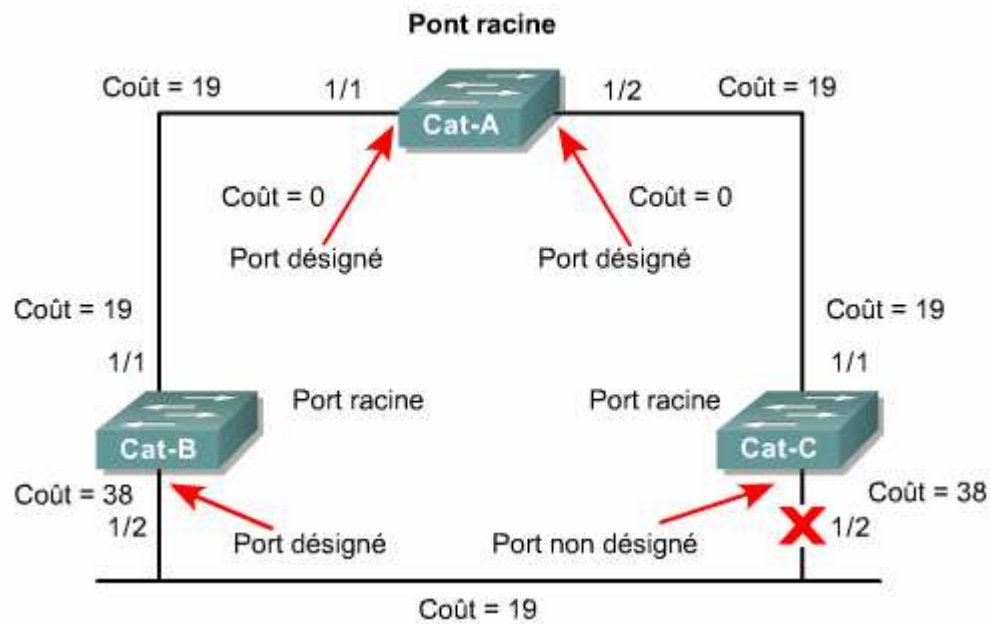 Pont racine
Coût = 19
1/1
1/2
Coût = 19
Cat-A
Coût = 0
Coût = 0
Port désigné
Port désigné
Coût = 19
Coût = 19
1/1
1/1
Port racine
Port racine
Cat-B
Cat-C
Coût = 38
Coût = 38
1/2
1/2
Port désigné
Port non désigné
Coût = 19